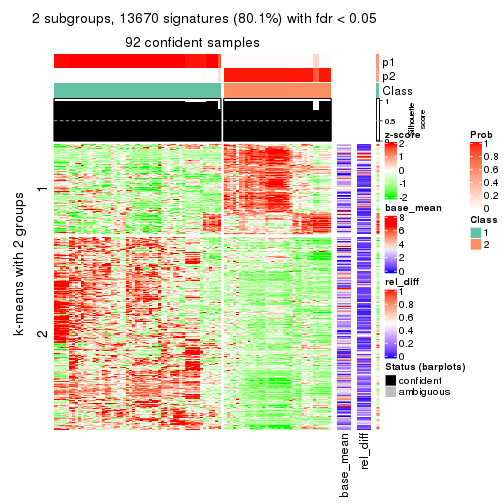 2 subgroups, 13670 signatures (80.1%) with fdr < 0.05
92 confident samples
p1
p2
Class
1
0.5
0
Silhouette
score
k-means with 2 groups
1
2
base_mean
rel_diff
z-score
2
1
0
-1
-2
base_mean
8
6
4
2
0
rel_diff
1
0.8
0.6
0.4
0.2
0
Status (barplots)
confident
ambiguous
Prob
1
0.8
0.6
0.4
0.2
0
Class
1
2